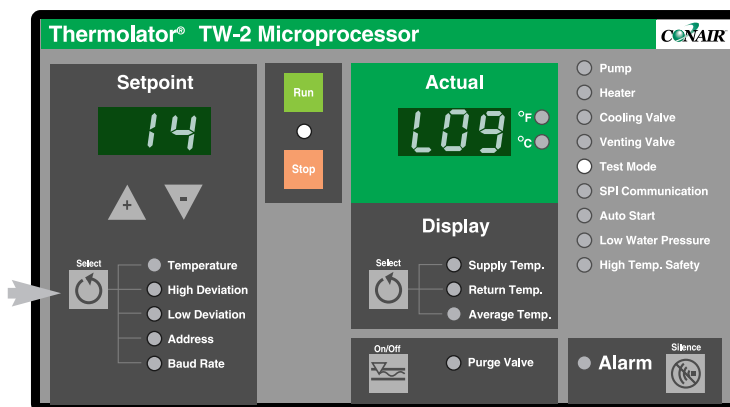 Thermolator® TW-2 Microprocessor
CONAIR
Setpoint
14
+
-
Select
Temperature
High Deviation
Low Deviation
Address
Baud Rate
Run
Stop
Actual
L09
°F
°C
Display
Select
Supply Temp.
Return Temp.
Average Temp.
On/Off
Purge Valve
Pump
Heater
Cooling Valve
Venting Valve
Test Mode
SPI Communication
Auto Start
Low Water Pressure
High Temp. Safety
Alarm
Silence